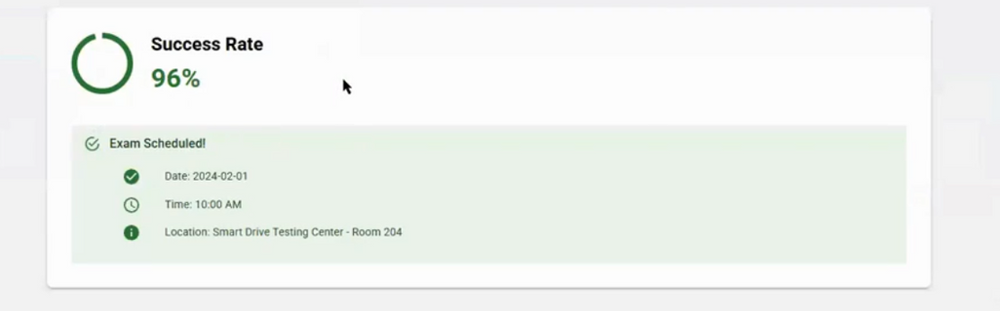 Success Rate
96%
Exam Scheduled!
Date: 2024-02-01
Time: 10:00 AM
Location: Smart Drive Testing Center - Room 204